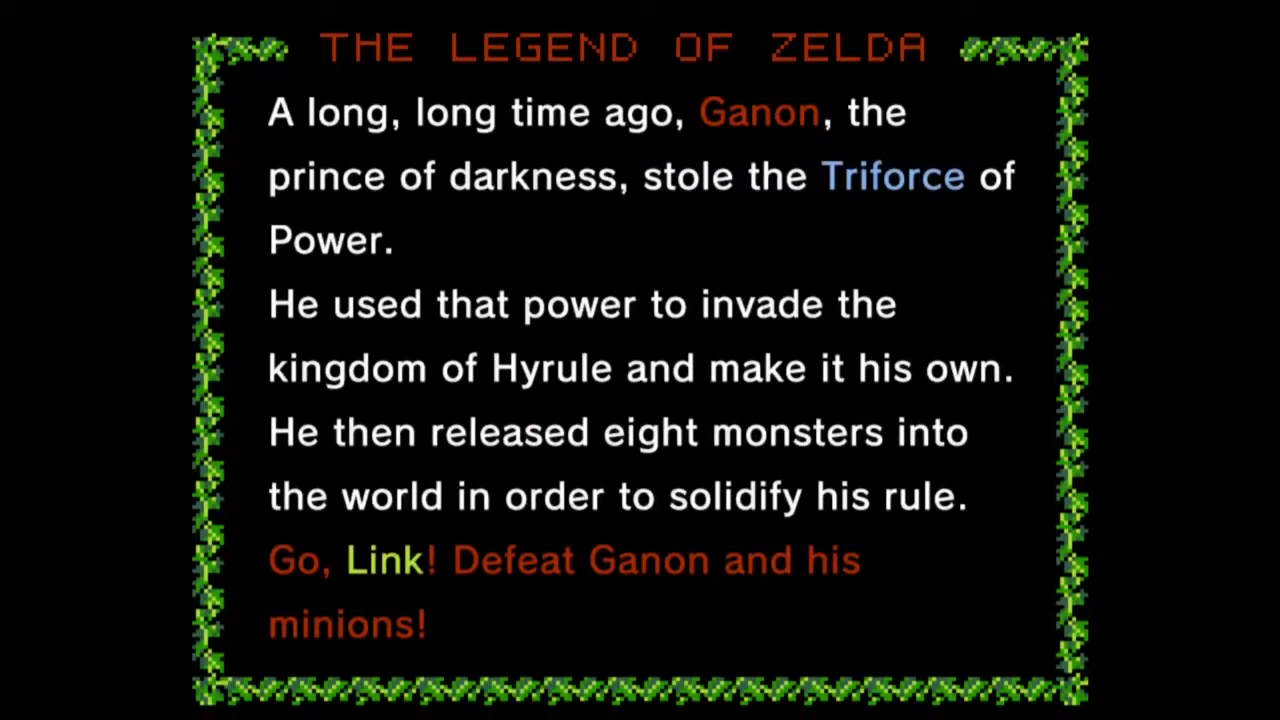 THE LEGEND OF ZELDA
A long, long time ago, Ganon, the
prince of darkness, stole the Triforce of
Power.
He used that power to invade the
kingdom of Hyrule and make it his own.
He then released eight monsters into
the world in order to solidify his rule.
Go, Link! Defeat Ganon and his
minions!